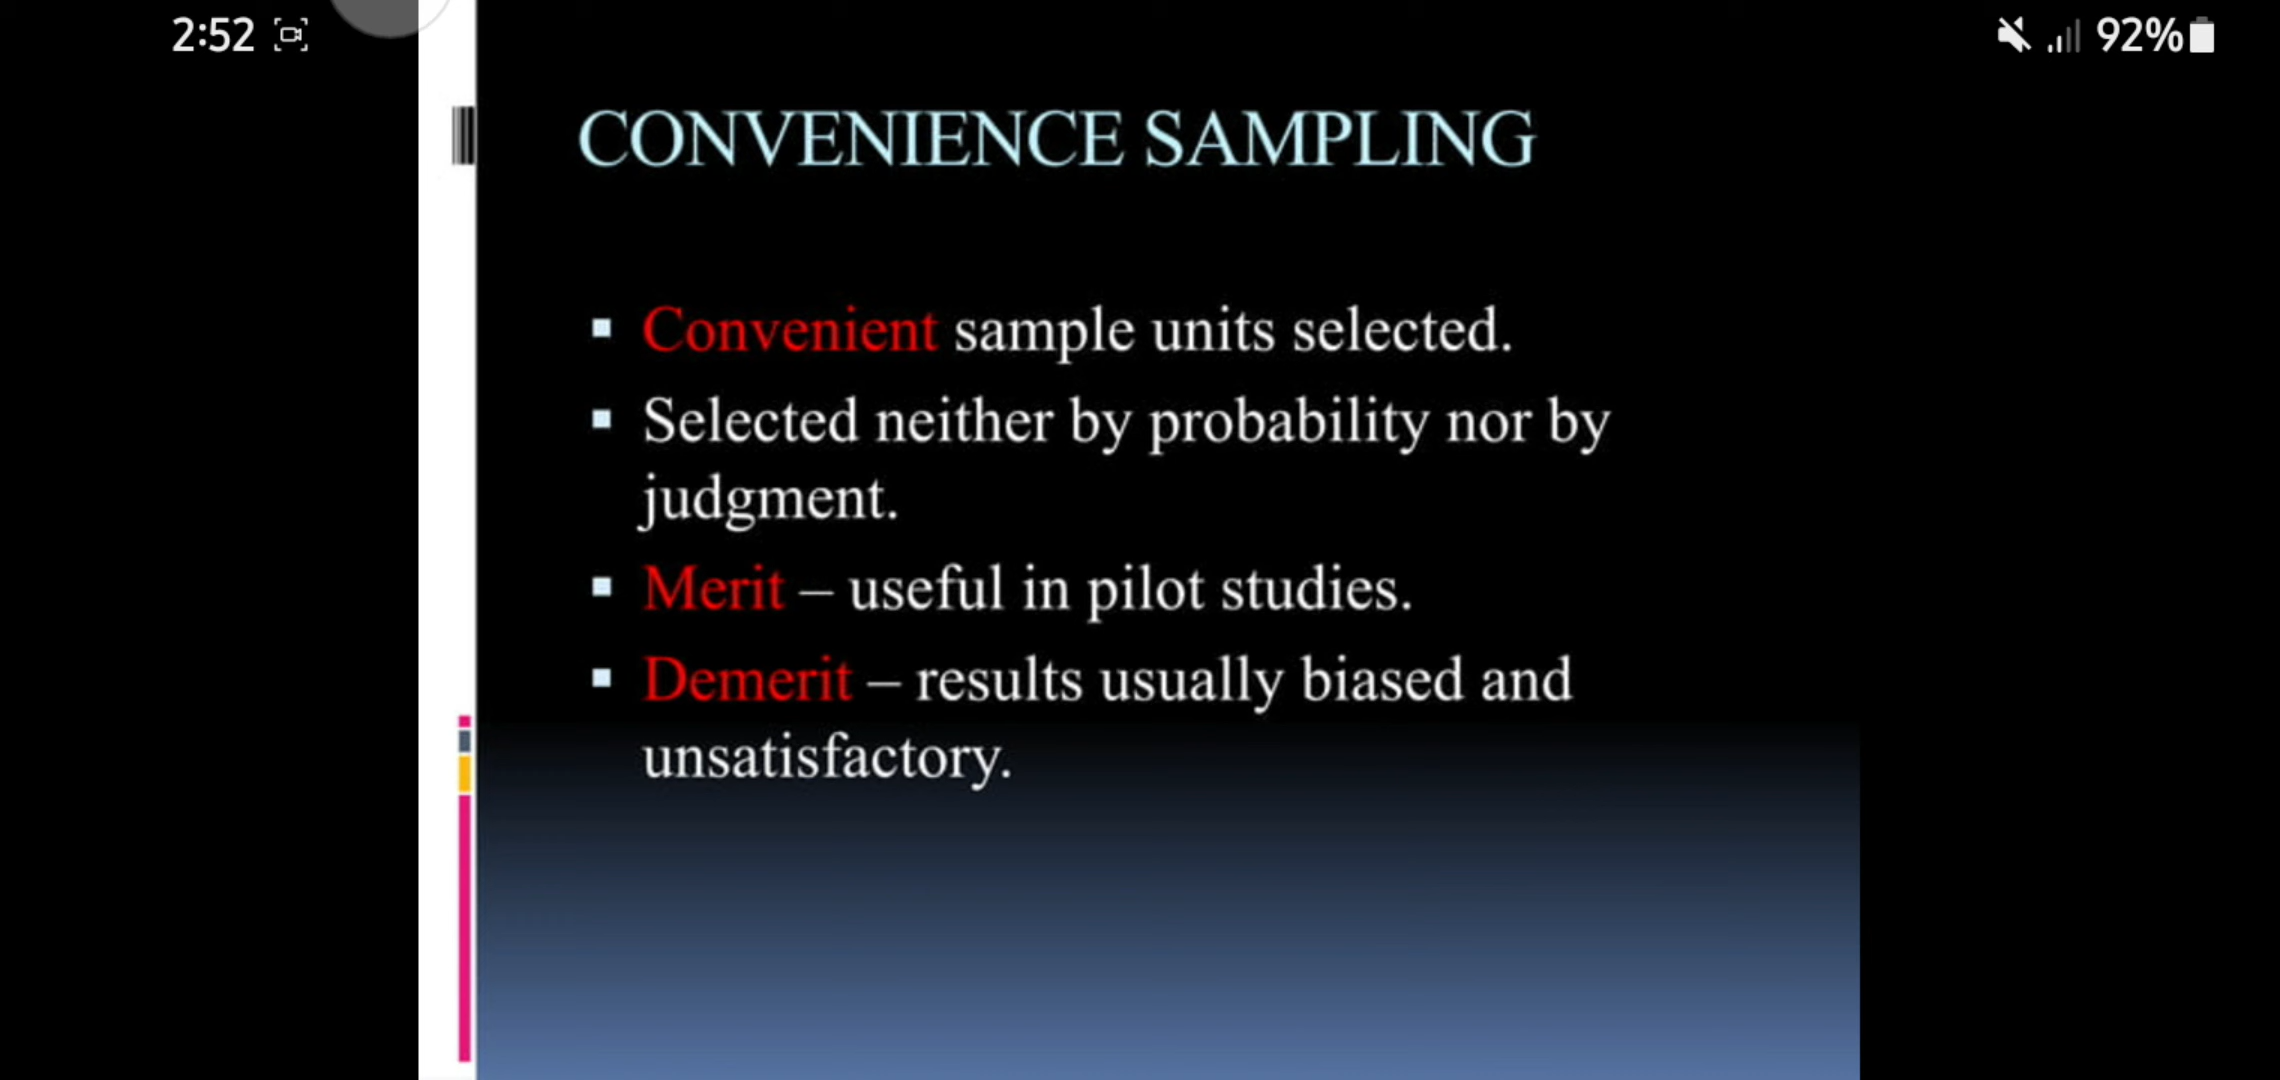 2:52
92%
CONVENIENCE SAMPLING
Convenient sample units selected.
Selected neither by probability nor by
judgment.
Merit – useful in pilot studies.
Demerit – results usually biased and
unsatisfactory.